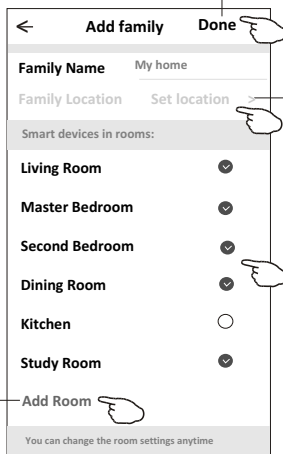 ← Add family Done
Family Name My home
Family Location Set location >
Smart devices in rooms:
Living Room
Master Bedroom
Second Bedroom
Dining Room
Kitchen
Study Room
Add Room
You can change the room settings anytime